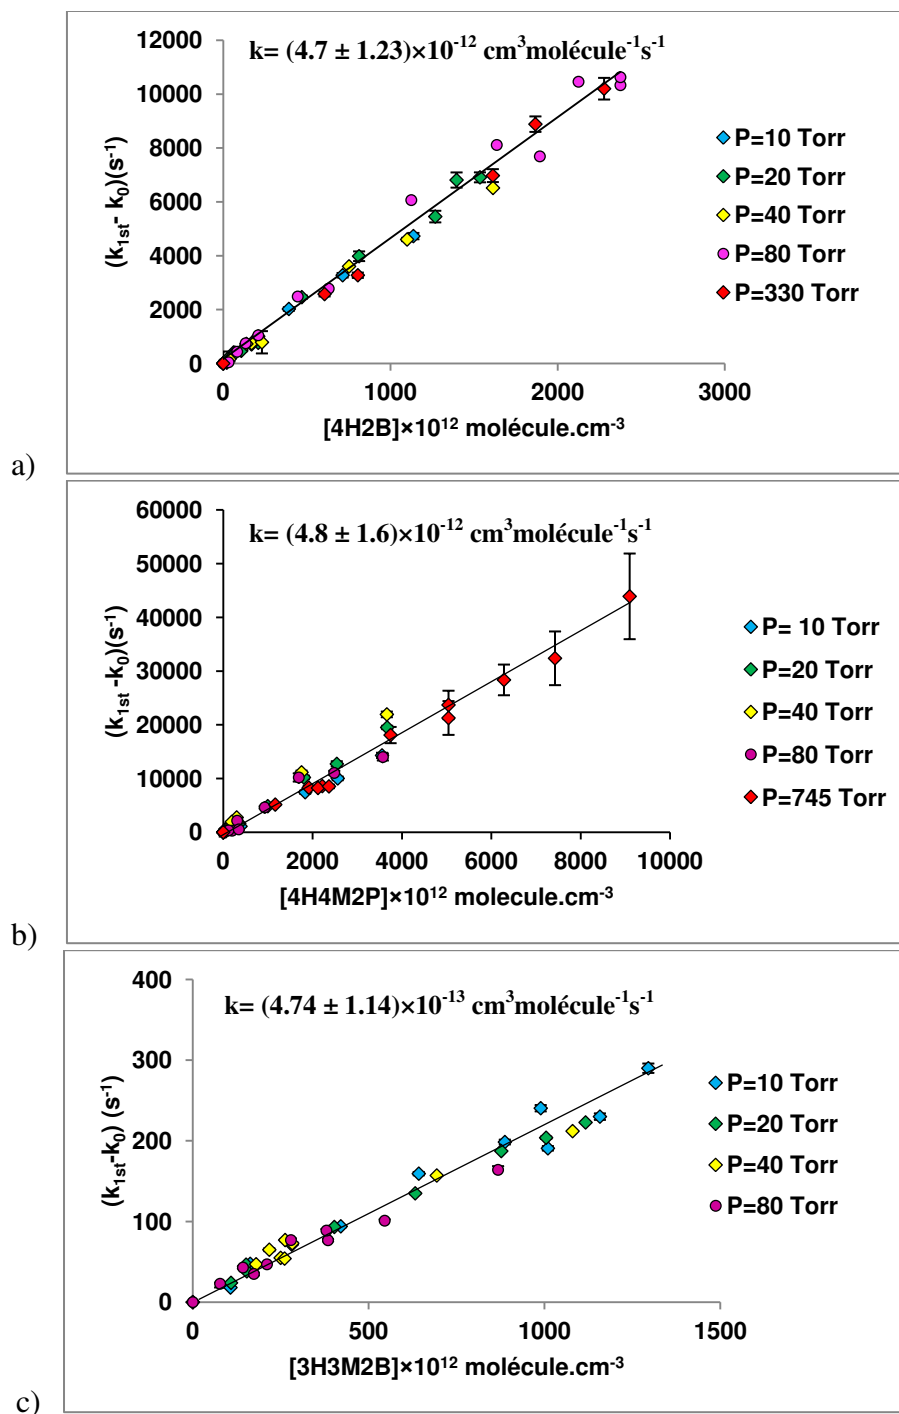 k= (4.7 ± 1.23)×10⁻¹² cm³molécule⁻¹s⁻¹
12000
10000
8000
6000
4000
2000
0
(k₁ₛₜ- k₀)(s⁻¹)
0 1000 2000 3000
[4H2B]×10¹² molécule.cm⁻³
P=10 Torr
P=20 Torr
P=40 Torr
P=80 Torr
P=330 Torr
a)
k= (4.8 ± 1.6)×10⁻¹² cm³molécule⁻¹s⁻¹
60000
50000
40000
30000
20000
10000
0
(k₁ₛₜ -k₀)(s⁻¹)
0 2000 4000 6000 8000 10000
[4H4M2P]×10¹² molecule.cm⁻³
P= 10 Torr
P=20 Torr
P=40 Torr
P=80 Torr
P=745 Torr
b)
k= (4.74 ± 1.14)×10⁻¹³ cm³molécule⁻¹s⁻¹
400
300
200
100
0
(k₁ₛₜ-k₀) (s⁻¹)
0 500 1000 1500
[3H3M2B]×10¹² molécule.cm⁻³
P=10 Torr
P=20 Torr
P=40 Torr
P=80 Torr
c)